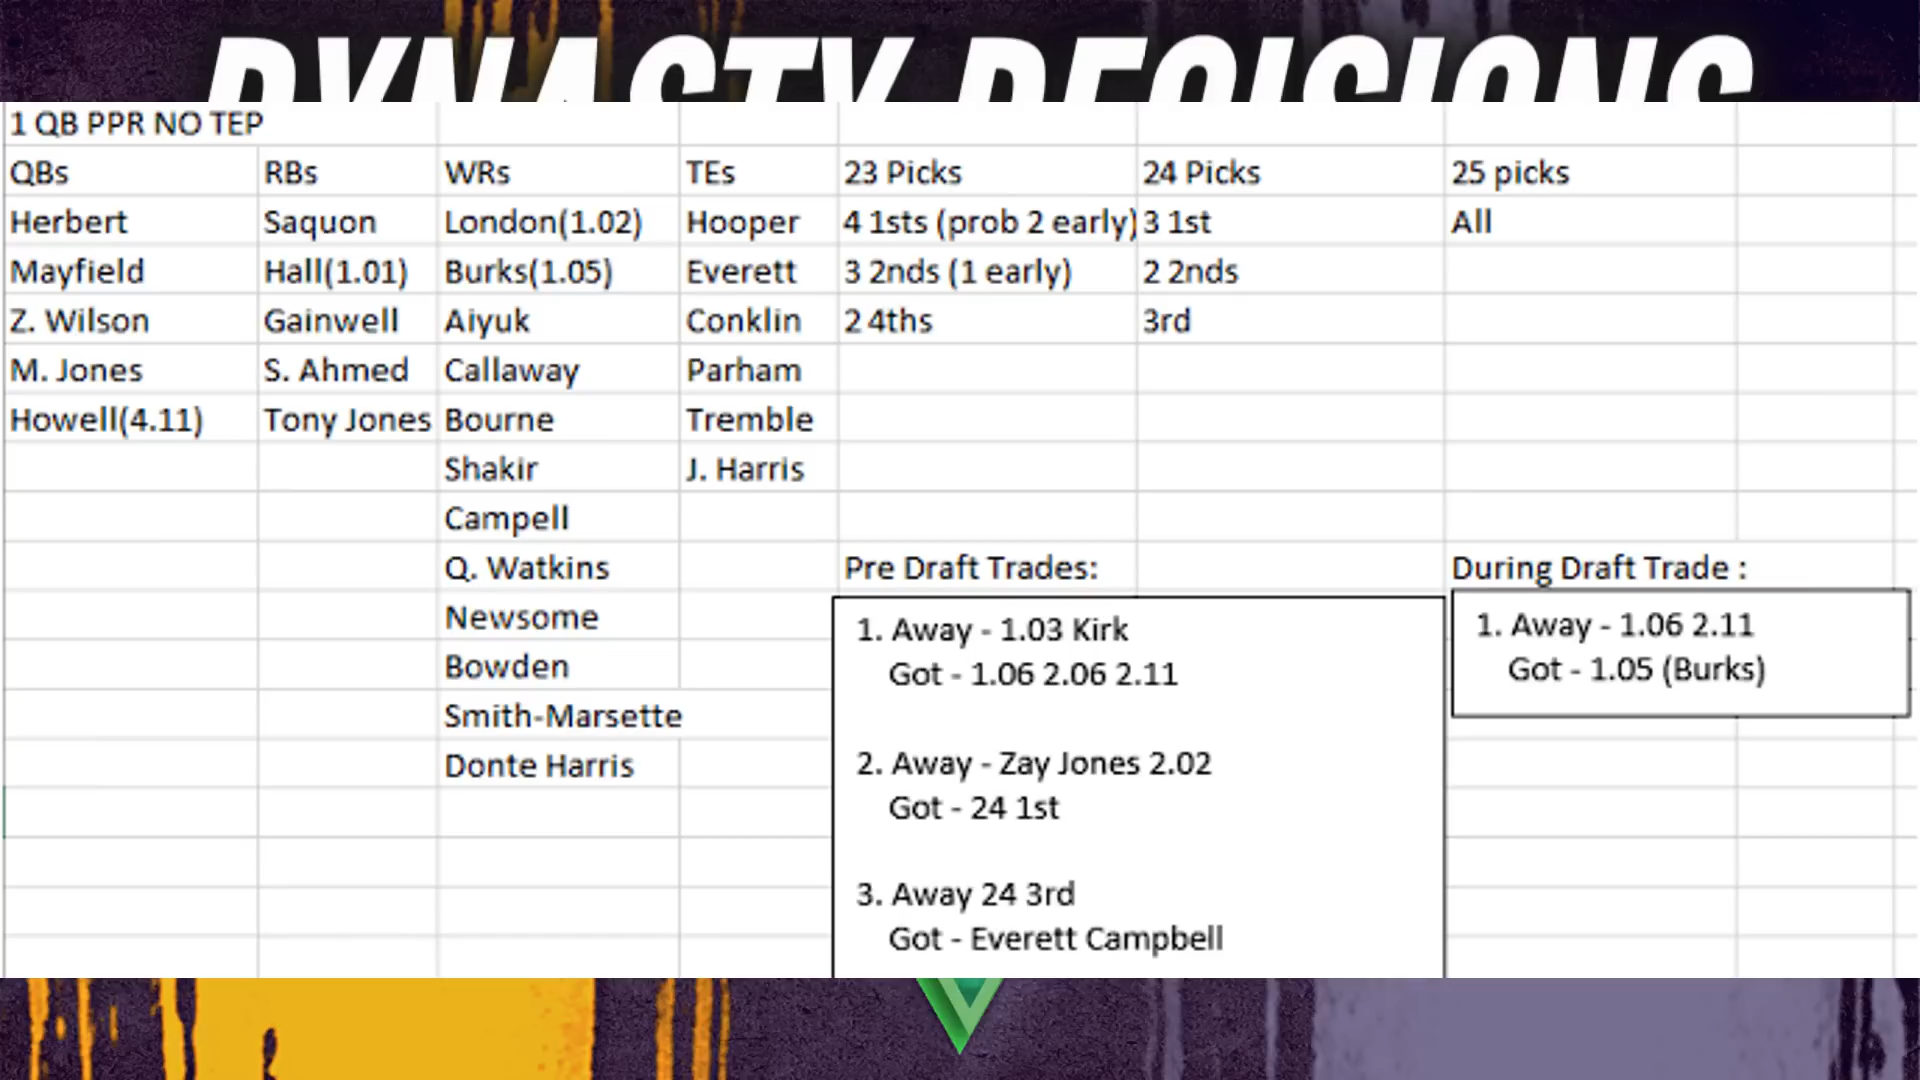 DYNASTY DECISIONS
1 QB PPR NO TEP
QBs RBs WRs TEs 23 Picks 24 Picks 25 picks
Herbert Saquon London(1.02) Hooper 4 1sts (prob 2 early) 3 1st All
Mayfield Hall(1.01) Burks(1.05) Everett 3 2nds (1 early) 2 2nds
Z. Wilson Gainwell Aiyuk Conklin 2 4ths 3rd
M. Jones S. Ahmed Callaway Parham
Howell(4.11) Tony Jones Bourne Tremble
Shakir J. Harris
Campell
Q. Watkins Pre Draft Trades: During Draft Trade :
Newsome
Bowden
Smith-Marsette
Donte Harris
1. Away - 1.03 Kirk
Got - 1.06 2.06 2.11
2. Away - Zay Jones 2.02
Got - 24 1st
3. Away 24 3rd
Got - Everett Campbell
1. Away - 1.06 2.11
Got - 1.05 (Burks)